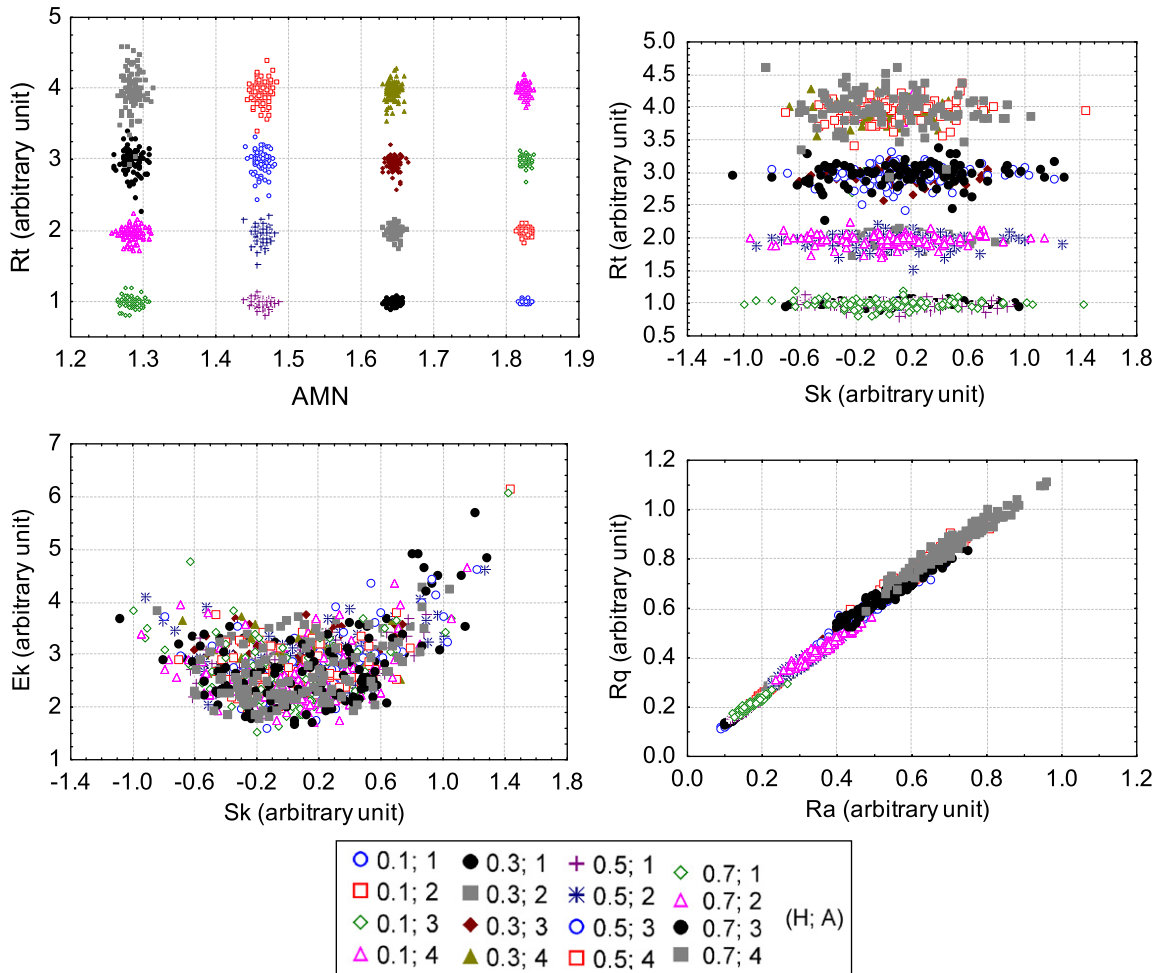 Rt (arbitrary unit)
5
4
3
2
1
1.2 1.3 1.4 1.5 1.6 1.7 1.8 1.9
AMN
Rt (arbitrary unit)
5.0
4.5
4.0
3.5
3.0
2.5
2.0
1.5
1.0
0.5
-1.4 -1.0 -0.6 -0.2 0.2 0.6 1.0 1.4 1.8
Sk (arbitrary unit)
Ek (arbitrary unit)
7
6
5
4
3
2
1
-1.4 -1.0 -0.6 -0.2 0.2 0.6 1.0 1.4 1.8
Sk (arbitrary unit)
Rq (arbitrary unit)
1.2
1.0
0.8
0.6
0.4
0.2
0.0
0.0 0.2 0.4 0.6 0.8 1.0 1.2
Ra (arbitrary unit)
0.1; 1 0.3; 1 0.5; 1 0.7; 1
0.1; 2 0.3; 2 0.5; 2 0.7; 2
0.1; 3 0.3; 3 0.5; 3 0.7; 3
0.1; 4 0.3; 4 0.5; 4 0.7; 4
(H; A)